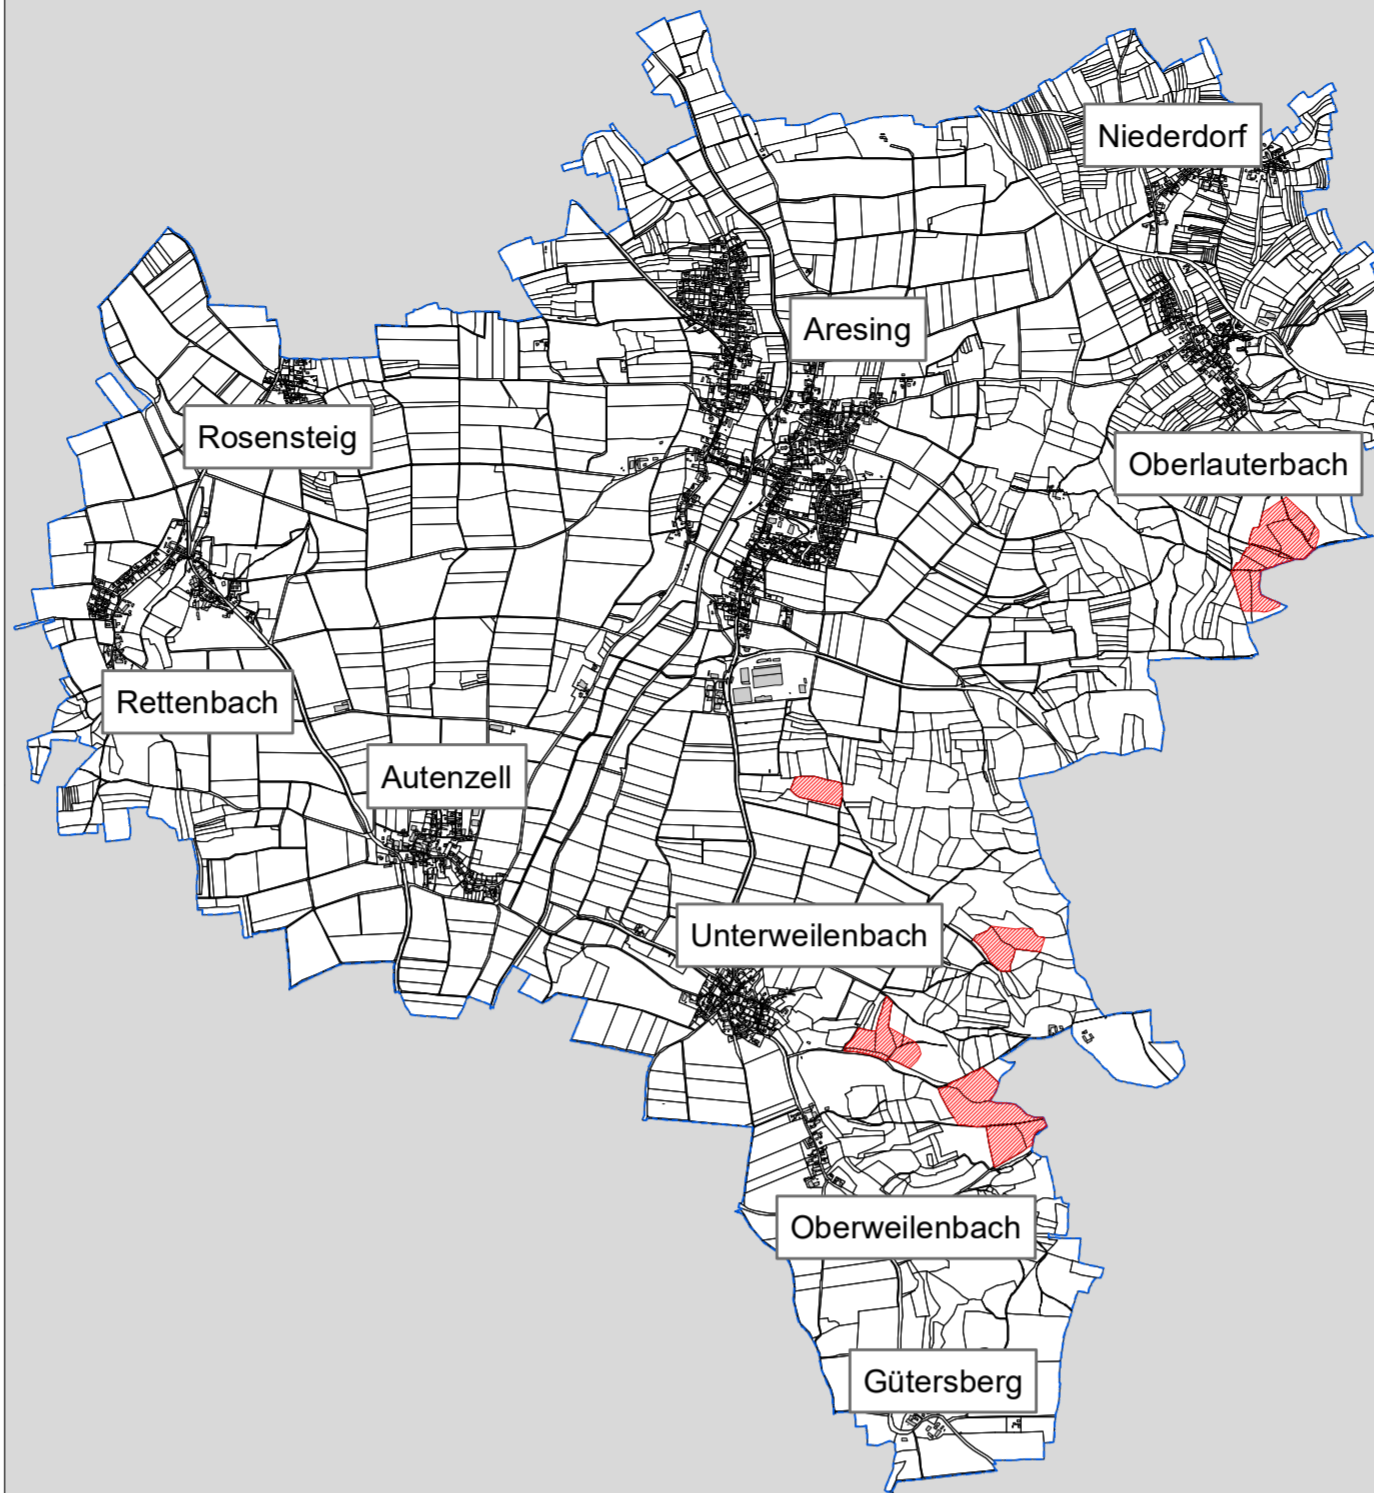 Niederdorf
Aresing
Rosensteig
Oberlauterbach
Rettenbach
Autenzell
Unterweilenbach
Oberweilenbach
Gütersberg